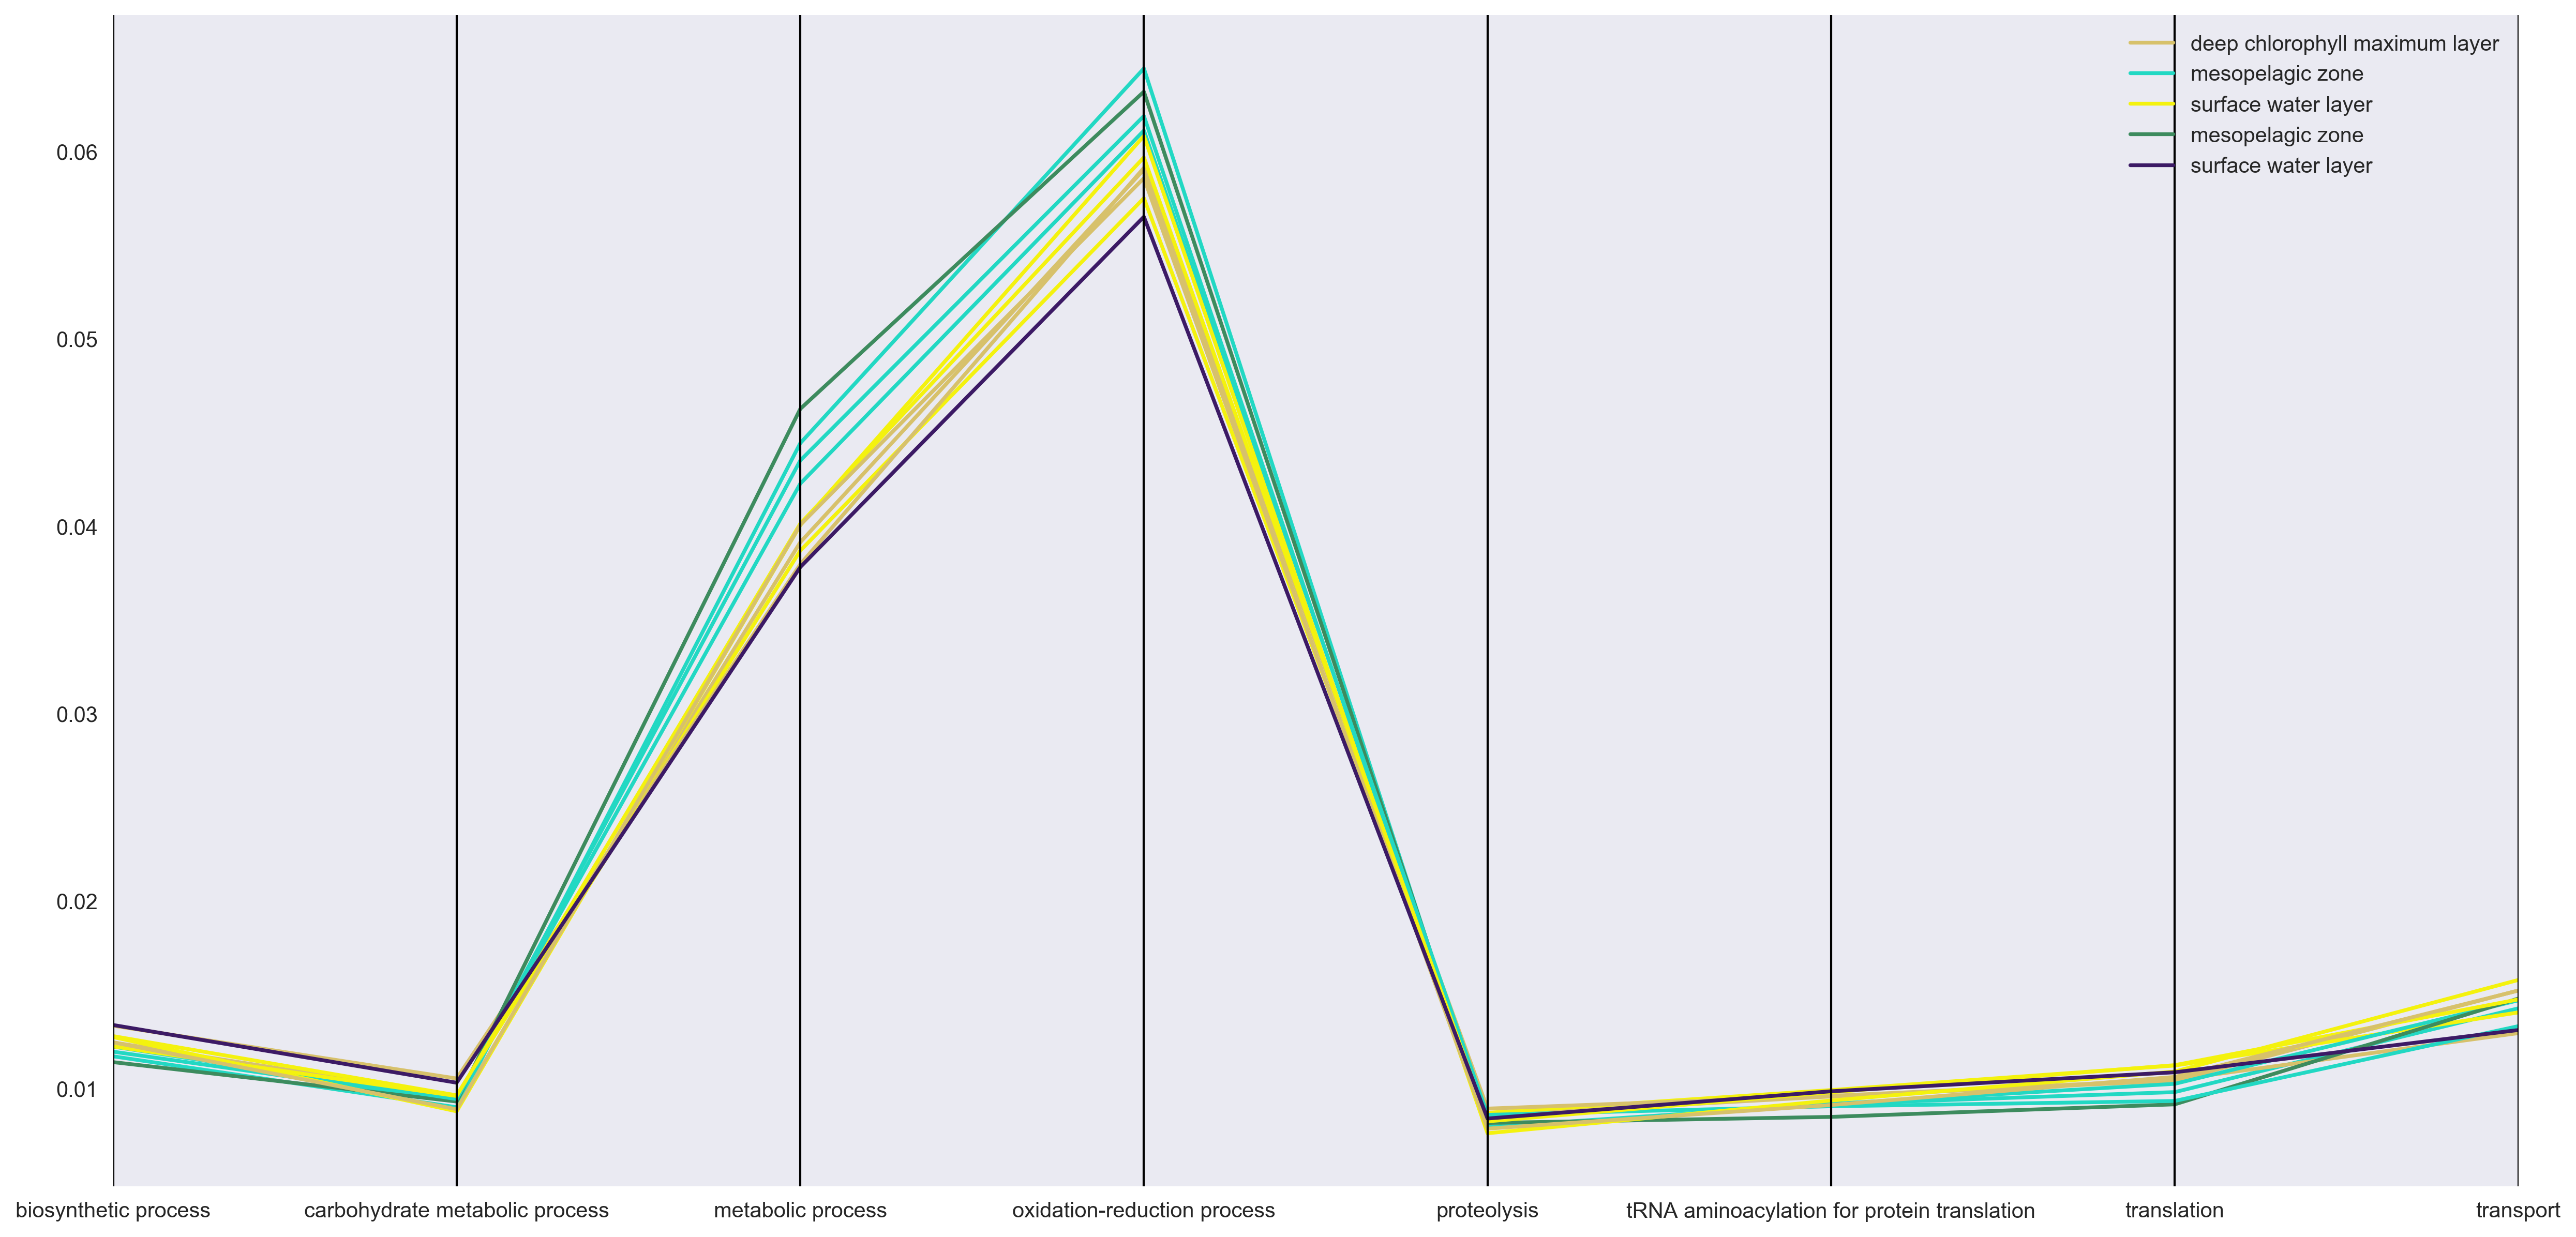 deep chlorophyll maximum layer
mesopelagic zone
surface water layer
mesopelagic zone
surface water layer
0.06
0.05
0.04
0.03
0.02
0.01
biosynthetic process
carbohydrate metabolic process
metabolic process
oxidation-reduction process
proteolysis
tRNA aminoacylation for protein translation
translation
transport